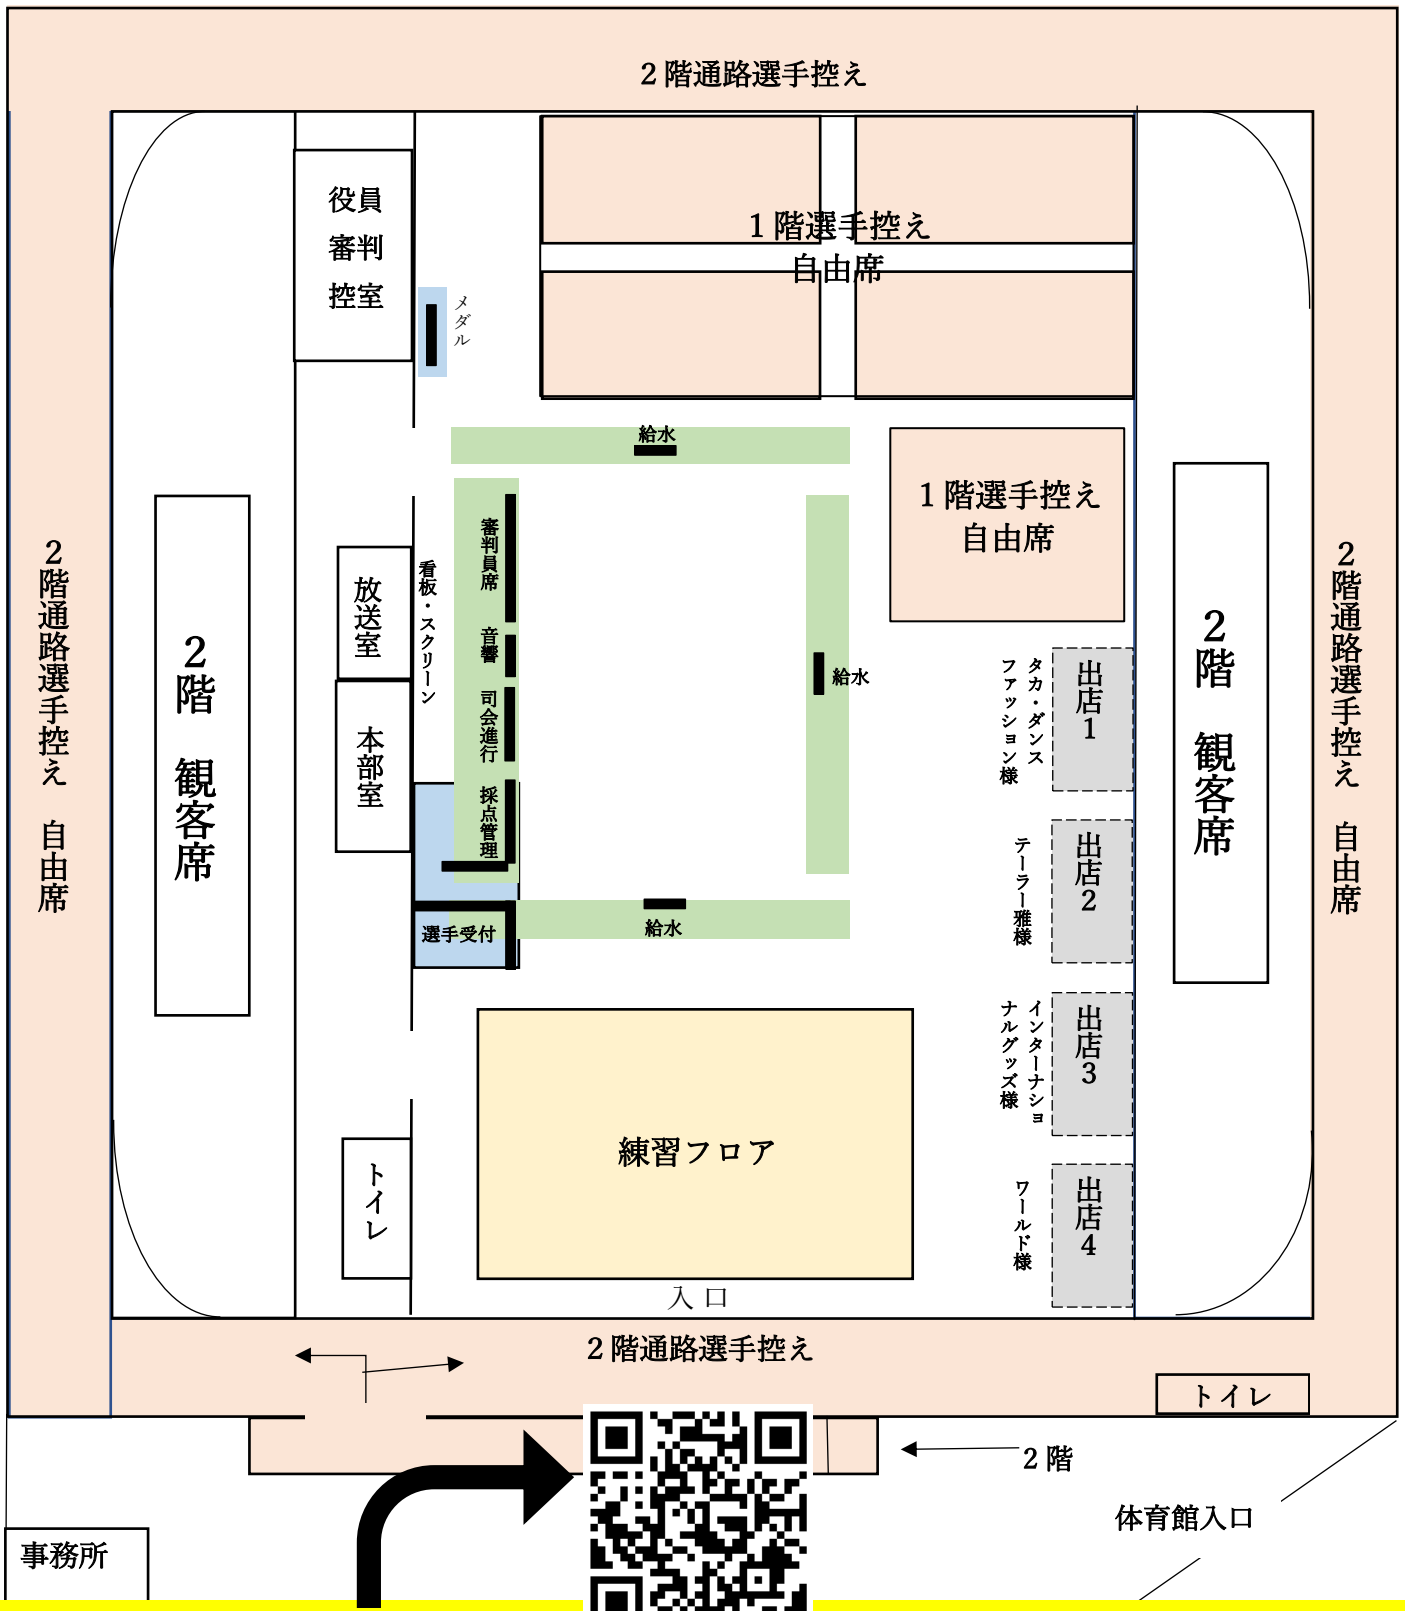 2階通路選手控え
役員
審判
控室
メダル
1階選手控え
自由席
給水
1階選手控え
自由席
審判員席
看板・スクリーン
放送室
音響
司会進行
本部室
採点管理
選手受付
給水
給水
2階通路選手控え 自由席
2階 観客席
2階 観客席
2階通路選手控え 自由席
出店1
タカ・ダンス
ファッション様
出店2
テーラー雅様
出店3
インターナショ
ナルグッズ様
出店4
ワールド様
練習フロア
トイレ
入口
2階通路選手控え
トイレ
2階
体育館入口
事務所